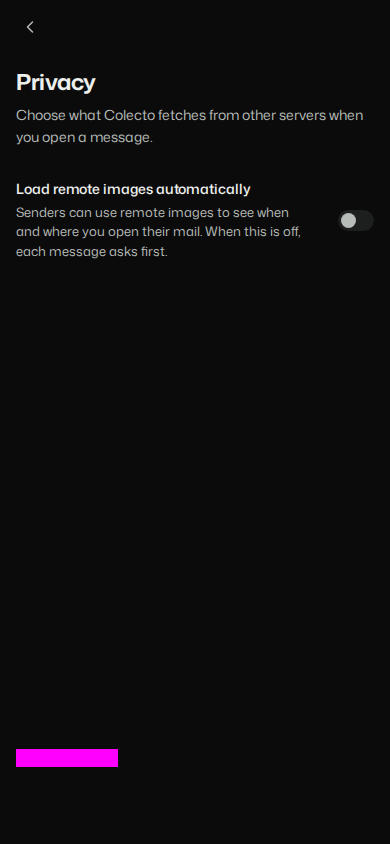 Privacy
Choose what Colecto fetches from other servers when
you open a message.
Load remote images automatically
Senders can use remote images to see when
and where you open their mail. When this is off,
each message asks first.